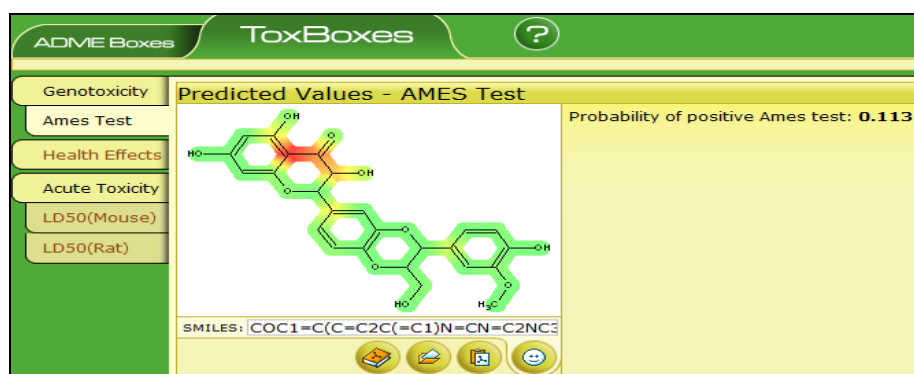 ADME Boxes
ToxBoxes
?
Genotoxicity
Ames Test
Health Effects
Acute Toxicity
LD50(Mouse)
LD50(Rat)
Predicted Values - AMES Test
OH
O
HO
OH
O
O
OH
O
O
HO
H3C
Probability of positive Ames test: 0.113
SMILES: COC1=C(C=C2C(=C1)N=CN=C2NC3